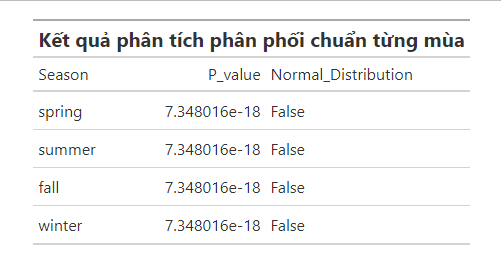 Kết quả phân tích phân phối chuẩn từng mùa
Season P_value Normal_Distribution
spring 7.348016e-18 False
summer 7.348016e-18 False
fall 7.348016e-18 False
winter 7.348016e-18 False